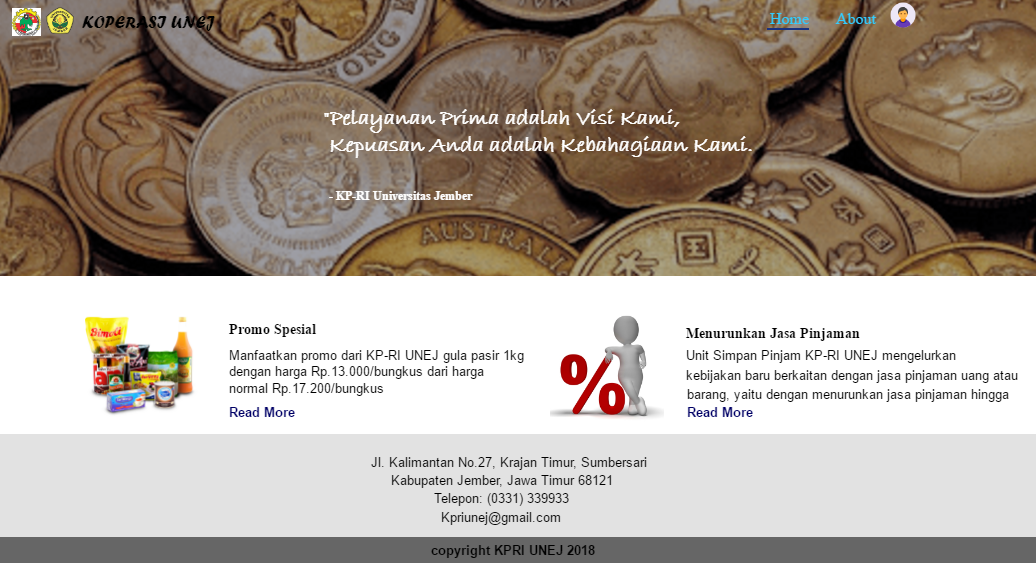 KOPERASI UNEJ
Home
About
"Pelayanan Prima adalah Visi Kami,
Kepuasan Anda adalah Kebahagiaan Kami.
- KP-RI Universitas Jember
AUSTRALI
Bimoli
Promo Spesial
Manfaatkan promo dari KP-RI UNEJ gula pasir 1kg
dengan harga Rp.13.000/bungkus dari harga
normal Rp.17.200/bungkus
Read More
%
Menurunkan Jasa Pinjaman
Unit Simpan Pinjam KP-RI UNEJ mengelurkan
kebijakan baru berkaitan dengan jasa pinjaman uang atau
barang, yaitu dengan menurunkan jasa pinjaman hingga
Read More
Jl. Kalimantan No.27, Krajan Timur, Sumbersari
Kabupaten Jember, Jawa Timur 68121
Telepon: (0331) 339933
Kpriunej@gmail.com
copyright KPRI UNEJ 2018